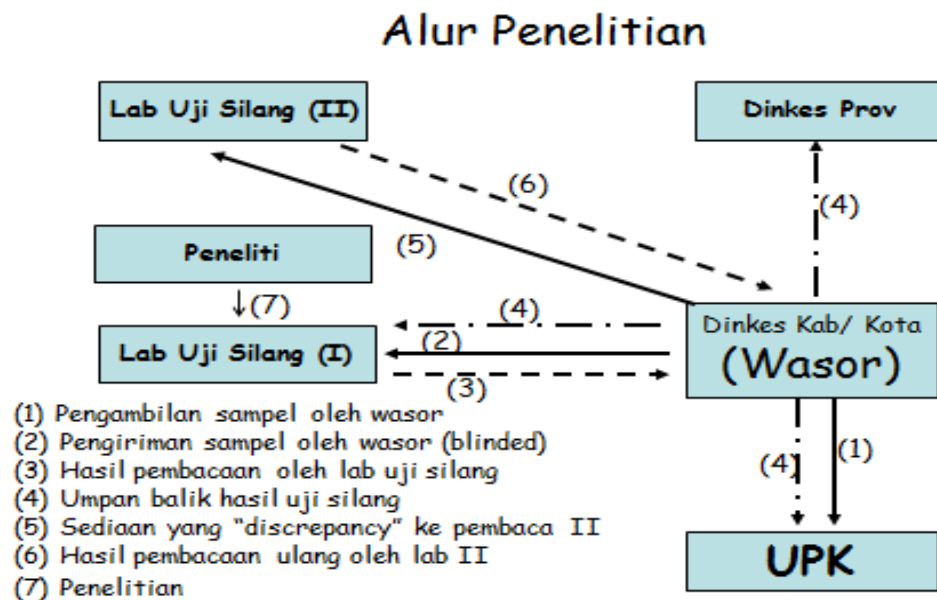 Alur Penelitian
Lab Uji Silang (II)
Dinkes Prov
(6)
(4)
(5)
Peneliti
↓(7)
(4)
Dinkes Kab/ Kota
(2)
Lab Uji Silang (I)
(Wasor)
(3)
(1) Pengambilan sampel oleh wasor
(2) Pengiriman sampel oleh wasor (blinded)
(3) Hasil pembacaan oleh lab uji silang
(4) Umpan balik hasil uji silang
(5) Sediaan yang “discrepancy” ke pembaca II
(6) Hasil pembacaan ulang oleh lab II
(7) Penelitian
(4)
(1)
UPK